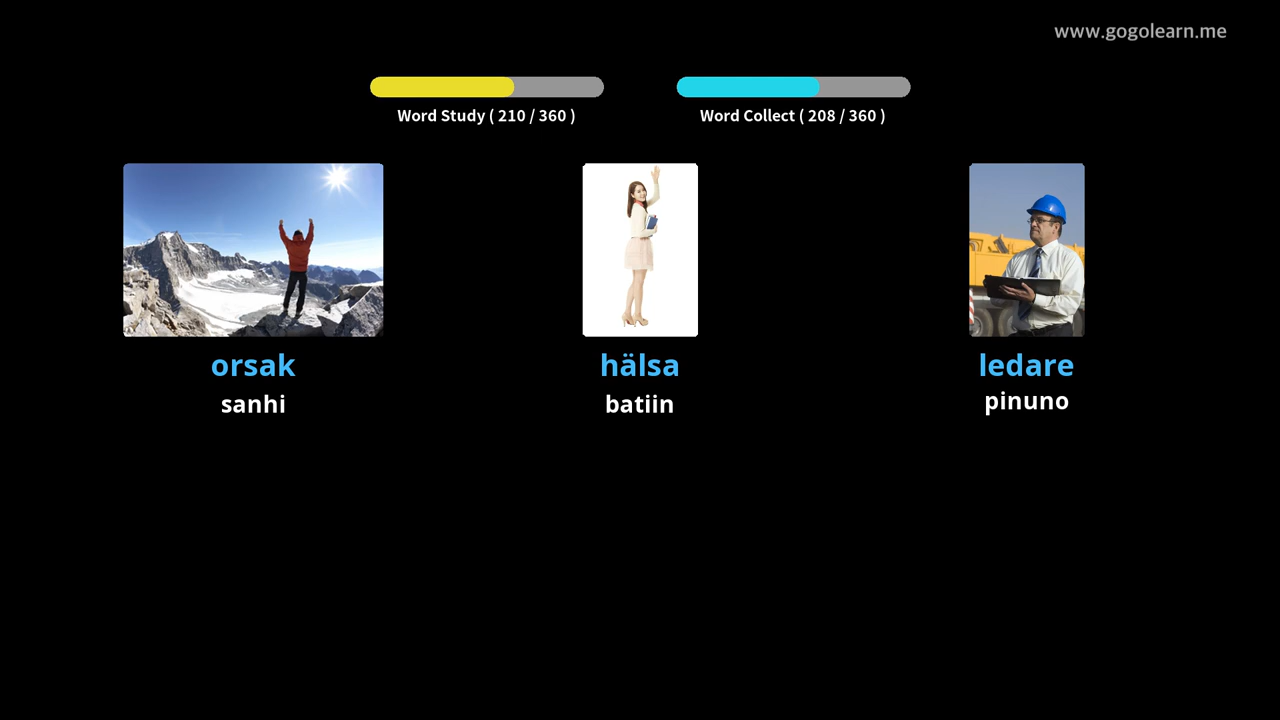 www.gogolearn.me
Word Study ( 210 / 360 )
Word Collect ( 208 / 360 )
orsak
hälsa
ledare
sanhi
batiin
pinuno